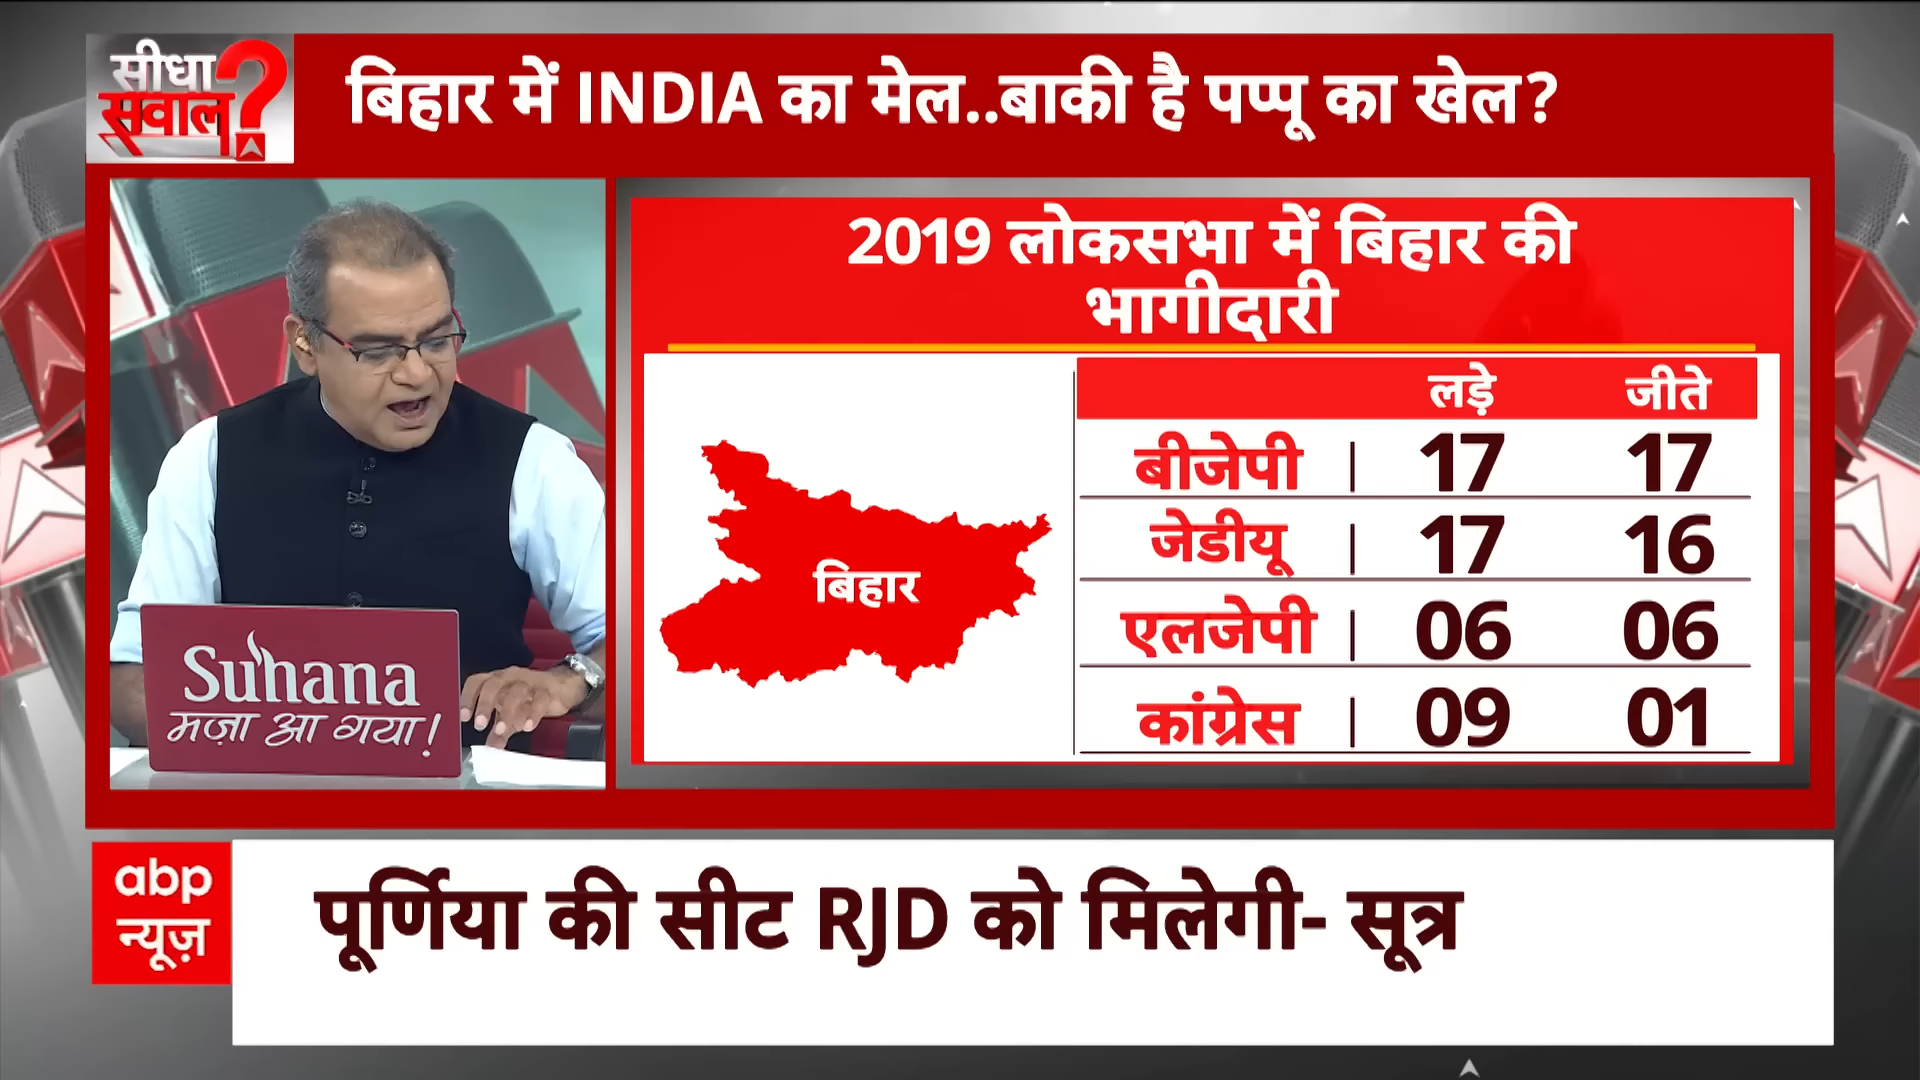 सीधा
सवाल?
बिहार में INDIA का मेल..बाकी है पप्पू का खेल?
2019 लोकसभा में बिहार की
भागीदारी
लड़े जीते
बीजेपी 17 17
जेडीयू 17 16
एलजेपी 06 06
कांग्रेस 09 01
बिहार
Suhana
मज़ा आ गया!
abp
न्यूज़
पूर्णिया की सीट RJD को मिलेगी- सूत्र